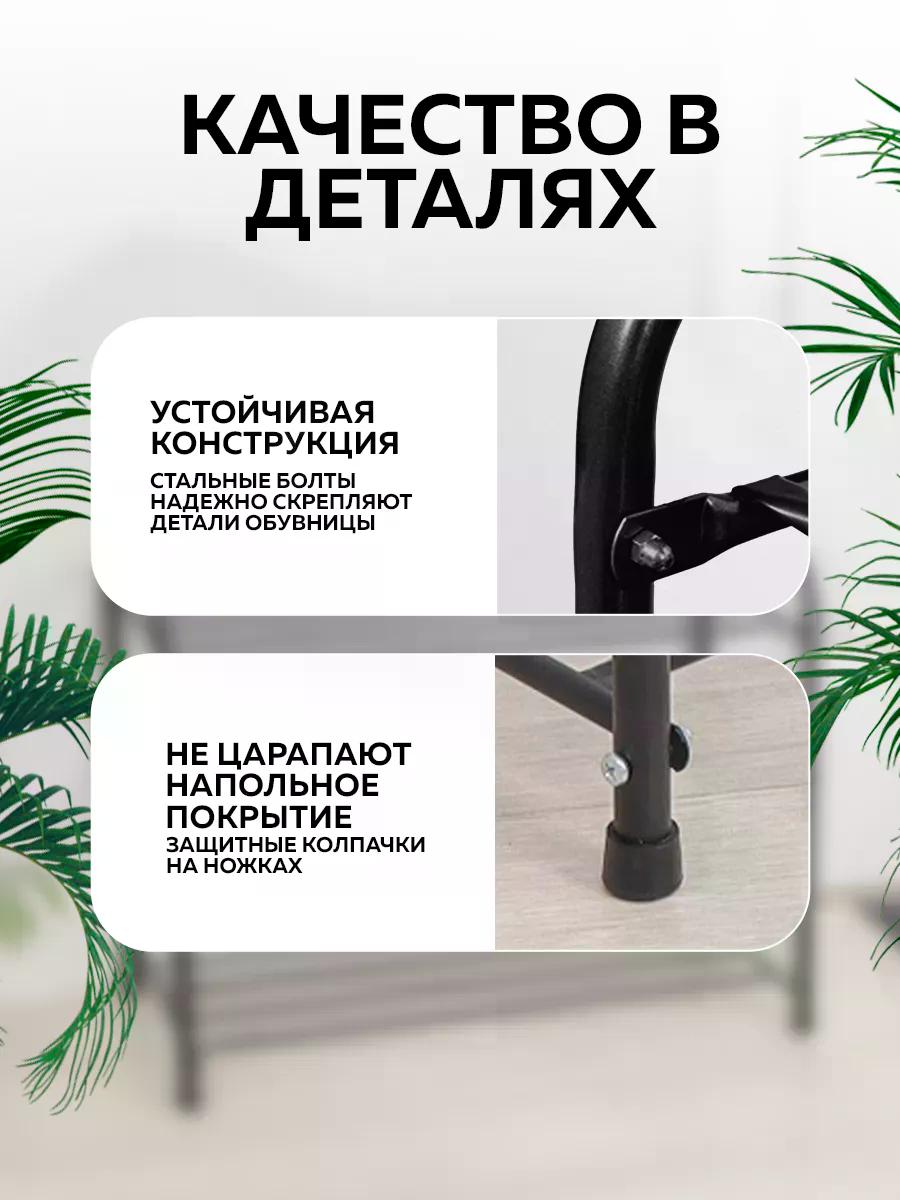 КАЧЕСТВО В
ДЕТАЛЯХ
УСТОЙЧИВАЯ
КОНСТРУКЦИЯ
СТАЛЬНЫЕ БОЛТЫ
НАДЕЖНО СКРЕПЛЯЮТ
ДЕТАЛИ ОБУВНИЦЫ
НЕ ЦАРАПАЮТ
НАПОЛЬНОЕ
ПОКРЫТИЕ
ЗАЩИТНЫЕ КОЛПАЧКИ
НА НОЖКАХ